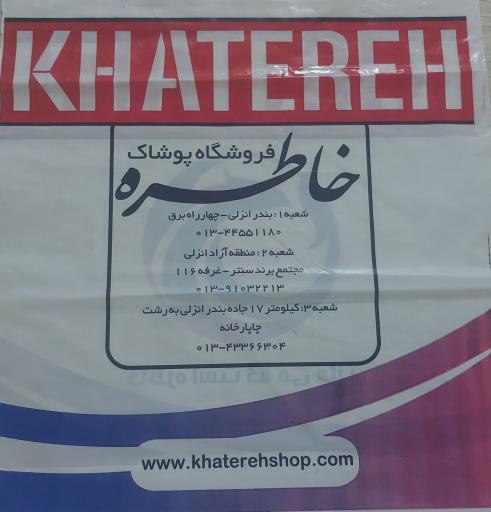 KHATEREH
فروشگاه پوشاک
خاطره
شعبه ۱: بندر انزلی-چهارراه برق
۰۱۳-۴۴۵۵۱۱۸۰
شعبه ۲: منطقه آزاد انزلی
مجتمع برند سنتر-غرفه ۱۱۶
۰۱۳-۹۱۰۳۲۲۱۳
شعبه ۳: کیلومتر ۱۷ جاده بندر انزلی به رشت
چاپارخانه
۰۱۳-۴۳۳۶۶۳۰۴
www.khaterehshop.com